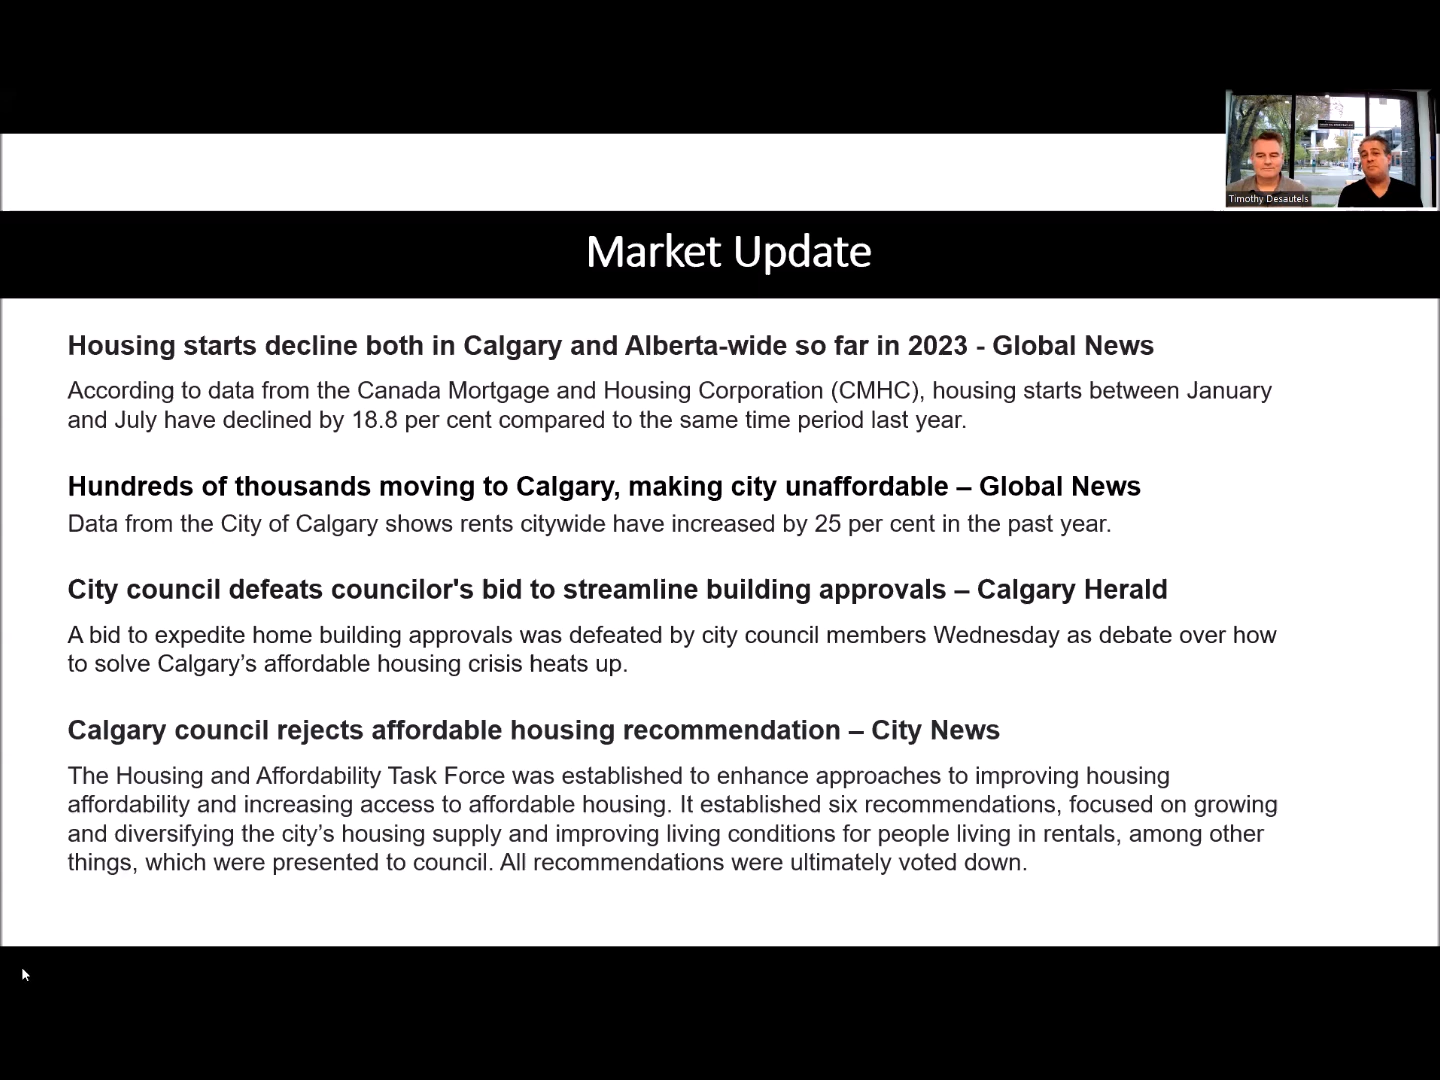 Timothy Desautels
Market Update
Housing starts decline both in Calgary and Alberta-wide so far in 2023 - Global News
According to data from the Canada Mortgage and Housing Corporation (CMHC), housing starts between January
and July have declined by 18.8 per cent compared to the same time period last year.
Hundreds of thousands moving to Calgary, making city unaffordable – Global News
Data from the City of Calgary shows rents citywide have increased by 25 per cent in the past year.
City council defeats councilor's bid to streamline building approvals – Calgary Herald
A bid to expedite home building approvals was defeated by city council members Wednesday as debate over how
to solve Calgary’s affordable housing crisis heats up.
Calgary council rejects affordable housing recommendation – City News
The Housing and Affordability Task Force was established to enhance approaches to improving housing
affordability and increasing access to affordable housing. It established six recommendations, focused on growing
and diversifying the city’s housing supply and improving living conditions for people living in rentals, among other
things, which were presented to council. All recommendations were ultimately voted down.